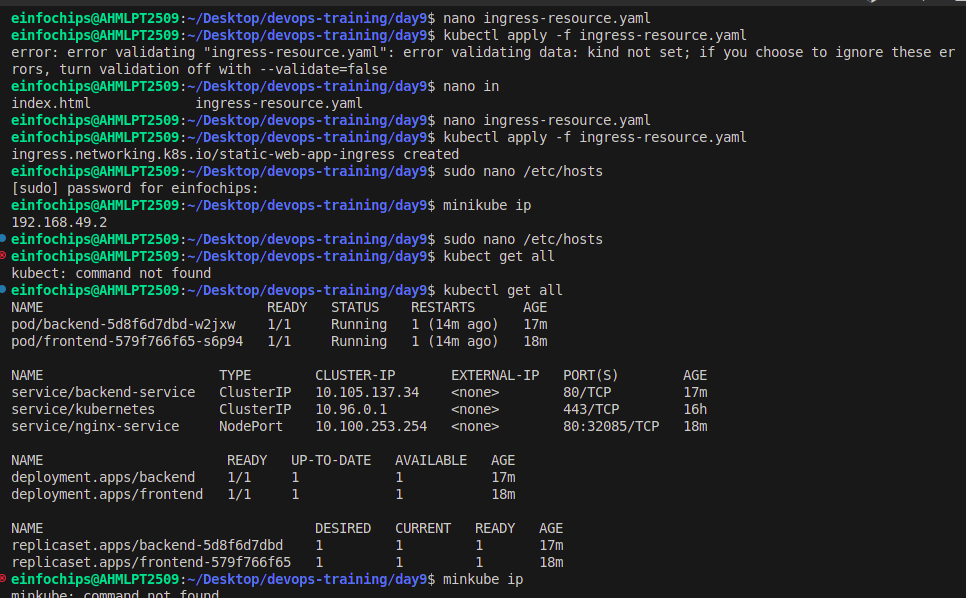 einfochips@AHMLPT2509:~/Desktop/devops-training/day9$ nano ingress-resource.yaml
einfochips@AHMLPT2509:~/Desktop/devops-training/day9$ kubectl apply -f ingress-resource.yaml
error: error validating "ingress-resource.yaml": error validating data: kind not set; if you choose to ignore these er
rors, turn validation off with --validate=false
einfochips@AHMLPT2509:~/Desktop/devops-training/day9$ nano in
index.html             ingress-resource.yaml
einfochips@AHMLPT2509:~/Desktop/devops-training/day9$ nano ingress-resource.yaml
einfochips@AHMLPT2509:~/Desktop/devops-training/day9$ kubectl apply -f ingress-resource.yaml
ingress.networking.k8s.io/static-web-app-ingress created
einfochips@AHMLPT2509:~/Desktop/devops-training/day9$ sudo nano /etc/hosts
[sudo] password for einfochips:
einfochips@AHMLPT2509:~/Desktop/devops-training/day9$ minikube ip
192.168.49.2
einfochips@AHMLPT2509:~/Desktop/devops-training/day9$ sudo nano /etc/hosts
einfochips@AHMLPT2509:~/Desktop/devops-training/day9$ kubect get all
kubect: command not found
einfochips@AHMLPT2509:~/Desktop/devops-training/day9$ kubectl get all
NAME                            READY   STATUS    RESTARTS      AGE
pod/backend-5d8f6d7dbd-w2jxw    1/1     Running   1 (14m ago)   17m
pod/frontend-579f766f65-s6p94   1/1     Running   1 (14m ago)   18m
NAME                      TYPE        CLUSTER-IP       EXTERNAL-IP   PORT(S)        AGE
service/backend-service   ClusterIP   10.105.137.34    <none>        80/TCP         17m
service/kubernetes        ClusterIP   10.96.0.1        <none>        443/TCP        16h
service/nginx-service     NodePort    10.100.253.254   <none>        80:32085/TCP   18m
NAME                       READY   UP-TO-DATE   AVAILABLE   AGE
deployment.apps/backend    1/1     1            1           17m
deployment.apps/frontend   1/1     1            1           18m
NAME                                  DESIRED   CURRENT   READY   AGE
replicaset.apps/backend-5d8f6d7dbd    1         1         1       17m
replicaset.apps/frontend-579f766f65   1         1         1       18m
einfochips@AHMLPT2509:~/Desktop/devops-training/day9$ minkube ip
minkube: command not found